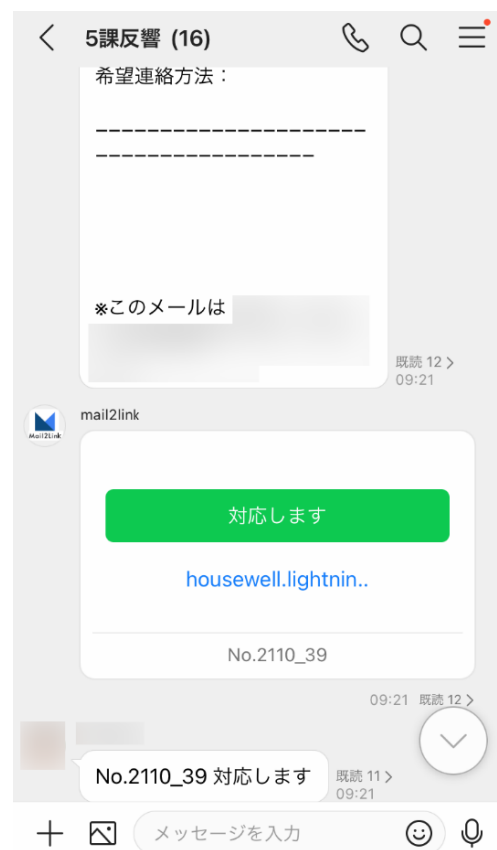 5課反響 (16)
希望連絡方法：
---------------------
-----------------
※このメールは
既読 12 >
09:21
Mail2Link
mail2link
対応します
housewell.lightnin..
No.2110_39
09:21 既読 12 >
No.2110_39 対応します
既読 11 >
09:21
メッセージを入力